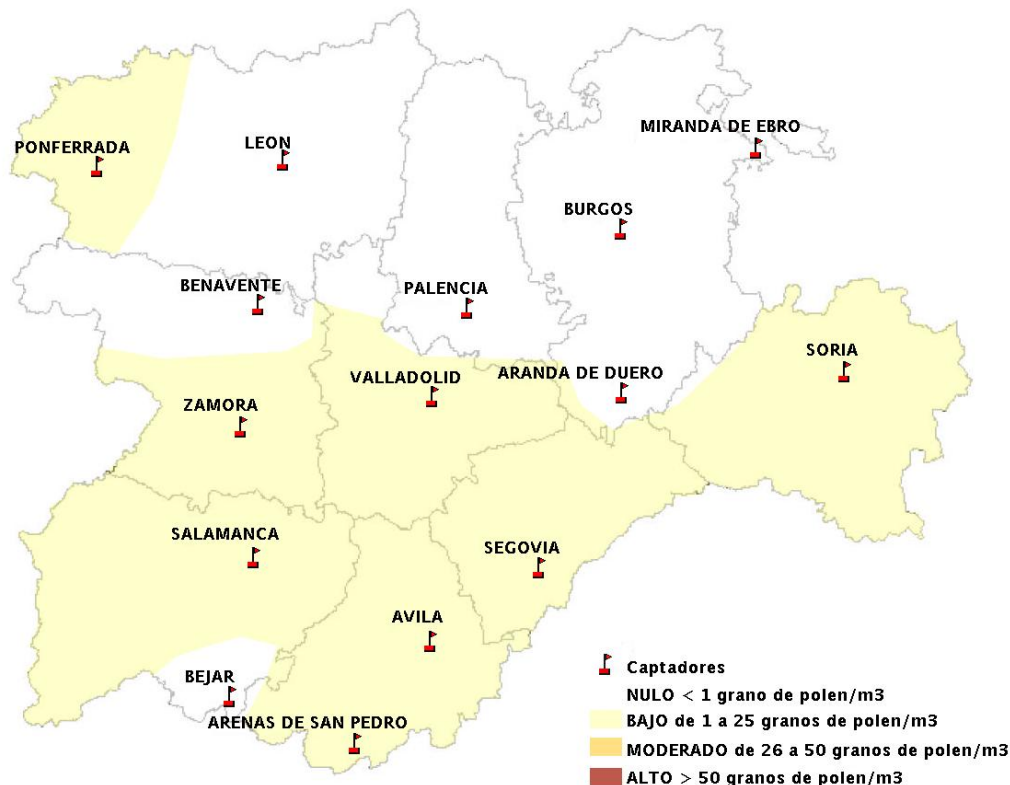 MIRANDA DE EBRO
PONFERRADA
LEON
BURGOS
BENAVENTE
PALENCIA
SORIA
VALLADOLID
ARANDA DE DUERO
ZAMORA
SALAMANCA
SEGOVIA
AVILA
BEJAR
ARENAS DE SAN PEDRO
Captadores
NULO < 1 grano de polen/m3
BAJO de 1 a 25 granos de polen/m3
MODERADO de 26 a 50 granos de polen/m3
ALTO > 50 granos de polen/m3